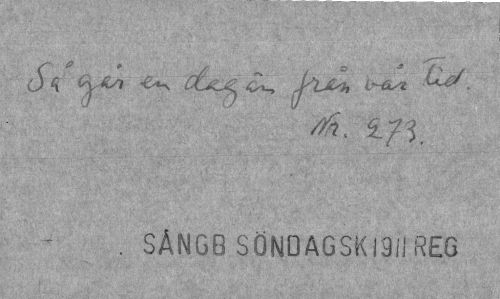 Så går en dag än från vår tid.
Nr. 273.
SÅNGB SÖNDAGSK 1911 REG